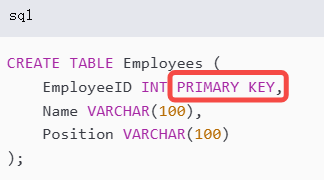 sql
CREATE TABLE Employees (
    EmployeeID INT PRIMARY KEY,
    Name VARCHAR(100),
    Position VARCHAR(100)
);